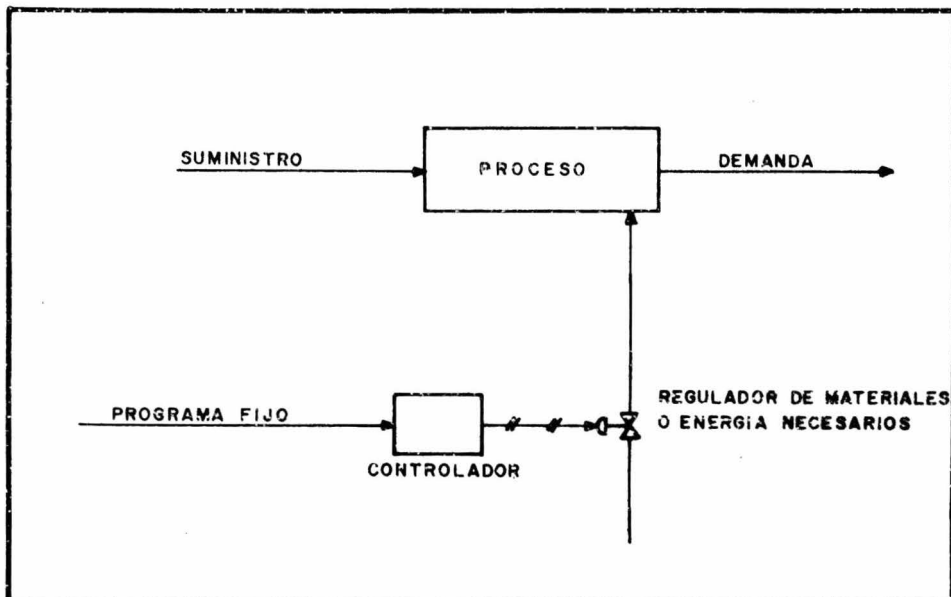 SUMINISTRO
PROCESO
DEMANDA
PROGRAMA FIJO
CONTROLADOR
REGULADOR DE MATERIALES
O ENERGIA NECESARIOS